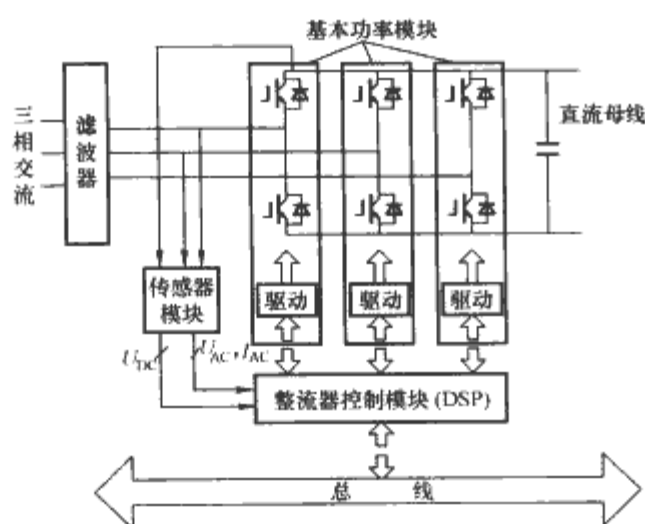 基本功率模块
三相交流
滤波器
直流母线
传感器
模块
驱动
驱动
驱动
U_DC
U_AC, I_AC
整流器控制模块 (DSP)
总 线